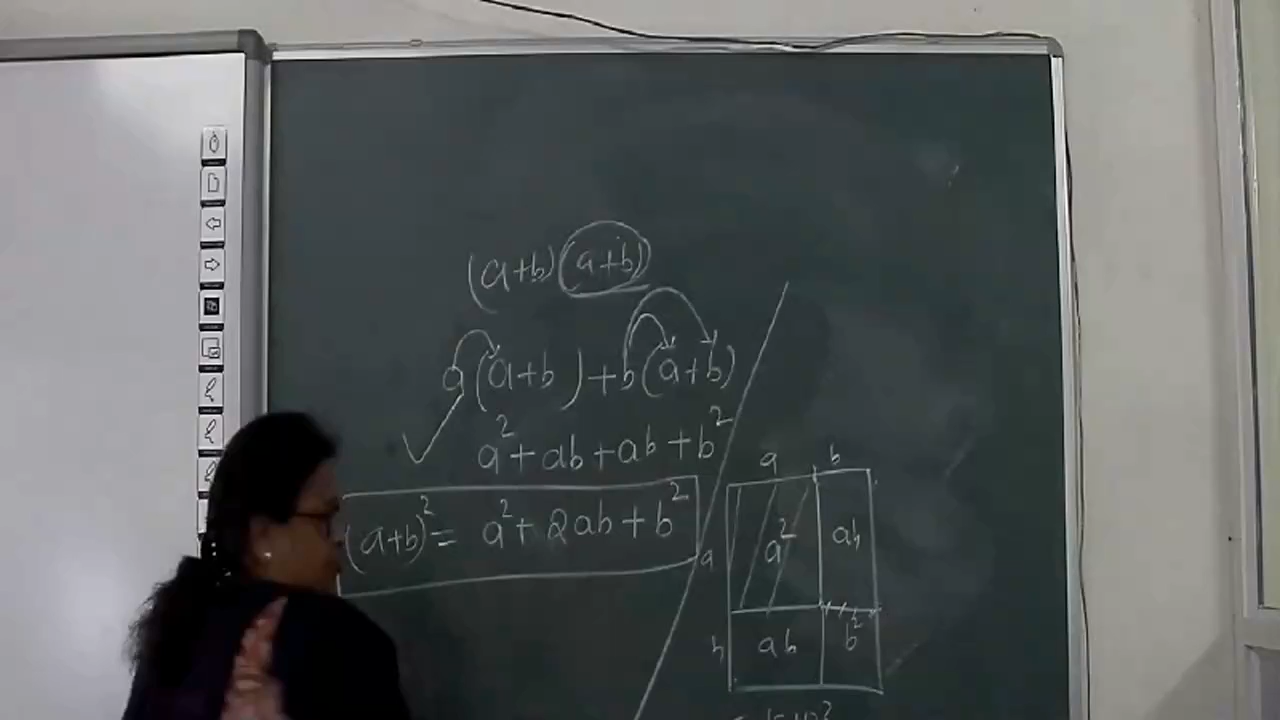 (a+b)(a+b)
a(a+b)+b(a+b)
a²+ab+ab+b²
(a+b)²= a²+2ab+b²
a b
a a² ab
b ab b²